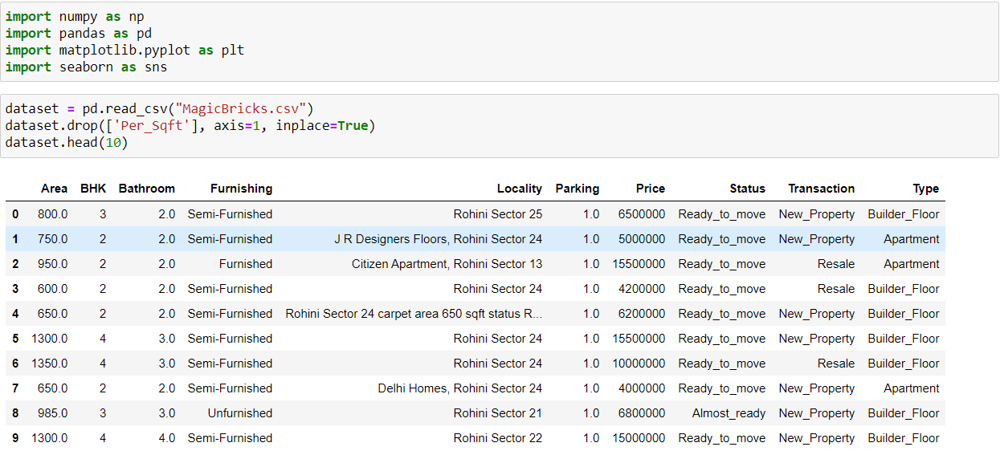 import numpy as np
import pandas as pd
import matplotlib.pyplot as plt
import seaborn as sns
dataset = pd.read_csv("MagicBricks.csv")
dataset.drop(['Per_Sqft'], axis=1, inplace=True)
dataset.head(10)
Area BHK Bathroom Furnishing Locality Parking Price Status Transaction Type
0 800.0 3 2.0 Semi-Furnished Rohini Sector 25 1.0 6500000 Ready_to_move New_Property Builder_Floor
1 750.0 2 2.0 Semi-Furnished J R Designers Floors, Rohini Sector 24 1.0 5000000 Ready_to_move New_Property Apartment
2 950.0 2 2.0 Furnished Citizen Apartment, Rohini Sector 13 1.0 15500000 Ready_to_move Resale Apartment
3 600.0 2 2.0 Semi-Furnished Rohini Sector 24 1.0 4200000 Ready_to_move Resale Builder_Floor
4 650.0 2 2.0 Semi-Furnished Rohini Sector 24 carpet area 650 sqft status R... 1.0 6200000 Ready_to_move New_Property Builder_Floor
5 1300.0 4 3.0 Semi-Furnished Rohini Sector 24 1.0 15500000 Ready_to_move New_Property Builder_Floor
6 1350.0 4 3.0 Semi-Furnished Rohini Sector 24 1.0 10000000 Ready_to_move Resale Builder_Floor
7 650.0 2 2.0 Semi-Furnished Delhi Homes, Rohini Sector 24 1.0 4000000 Ready_to_move New_Property Apartment
8 985.0 3 3.0 Unfurnished Rohini Sector 21 1.0 6800000 Almost_ready New_Property Builder_Floor
9 1300.0 4 4.0 Semi-Furnished Rohini Sector 22 1.0 15000000 Ready_to_move New_Property Builder_Floor